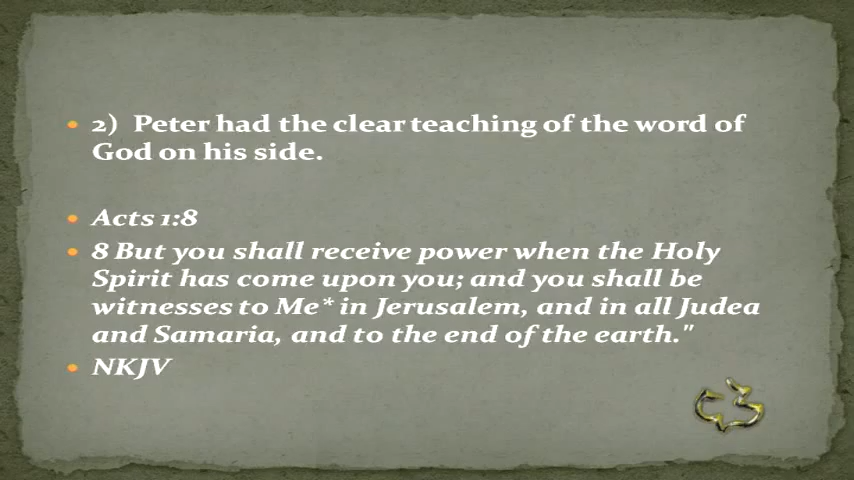 2) Peter had the clear teaching of the word of
God on his side.
Acts 1:8
8 But you shall receive power when the Holy
Spirit has come upon you; and you shall be
witnesses to Me* in Jerusalem, and in all Judea
and Samaria, and to the end of the earth."
NKJV